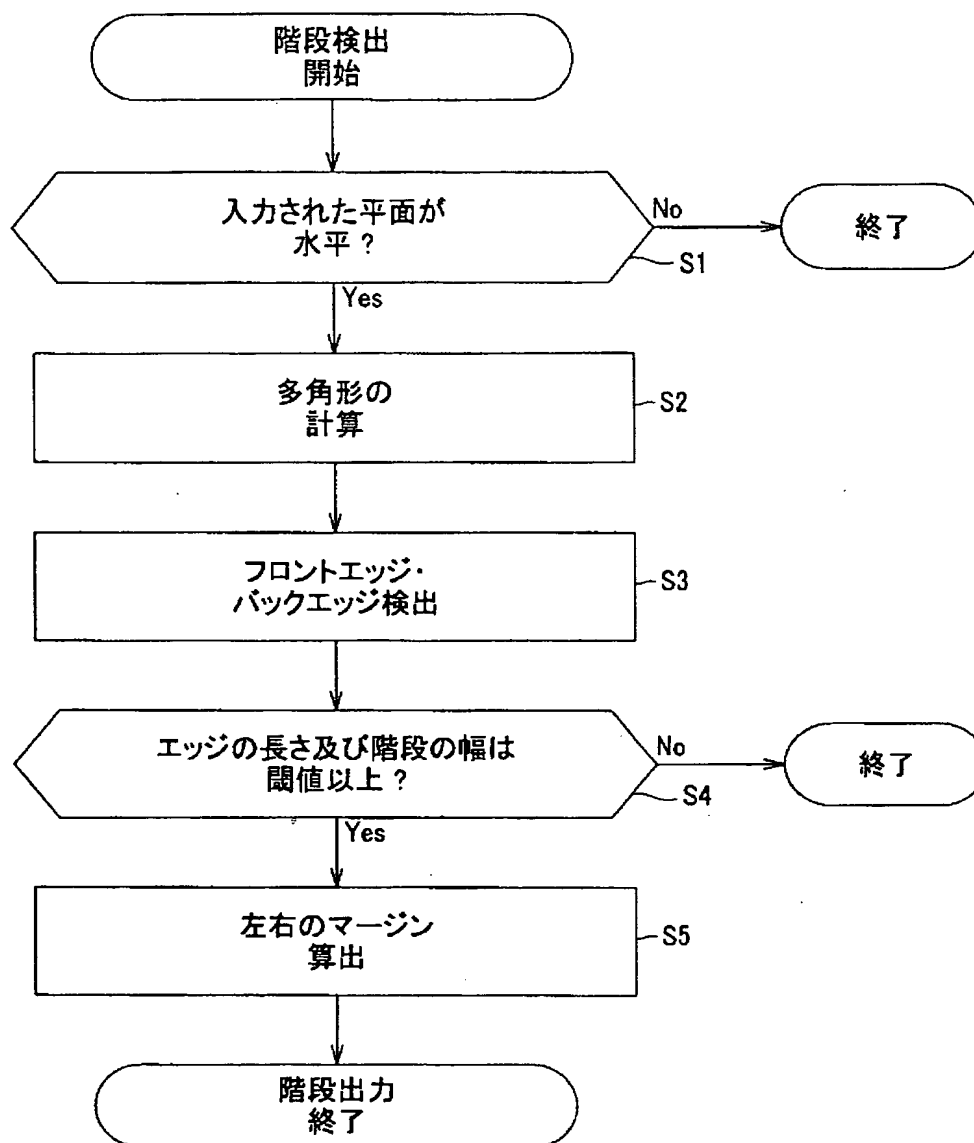 階段検出
開始
入力された平面が
水平?
No
終了
S1
Yes
多角形の
計算
S2
フロントエッジ・
バックエッジ検出
S3
エッジの長さ及び階段の幅は
閾値以上?
No
終了
S4
Yes
左右のマージン
算出
S5
階段出力
終了